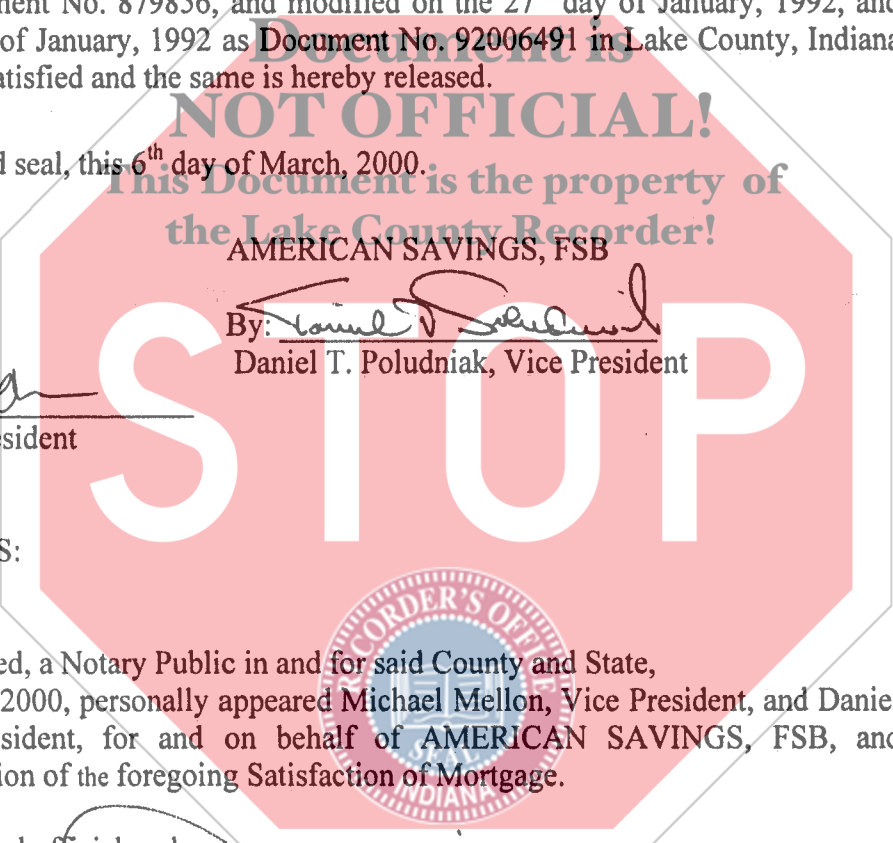 ment No. 879856, and modified on the 27th day of January, 1992, and
of January, 1992 as Document No. 92006491 in Lake County, Indiana
atisfied and the same is hereby released.
Document is
NOT OFFICIAL!
This Document is the property of
the Lake County Recorder!
d seal, this 6th day of March, 2000.
AMERICAN SAVINGS, FSB
By:
Daniel T. Poludniak, Vice President
esident
STOP
S:
ed, a Notary Public in and for said County and State,
2000, personally appeared Michael Mellon, Vice President, and Danie
sident, for and on behalf of AMERICAN SAVINGS, FSB, and
ion of the foregoing Satisfaction of Mortgage.
RECORDER'S OFFICE
SEAL
INDIANA